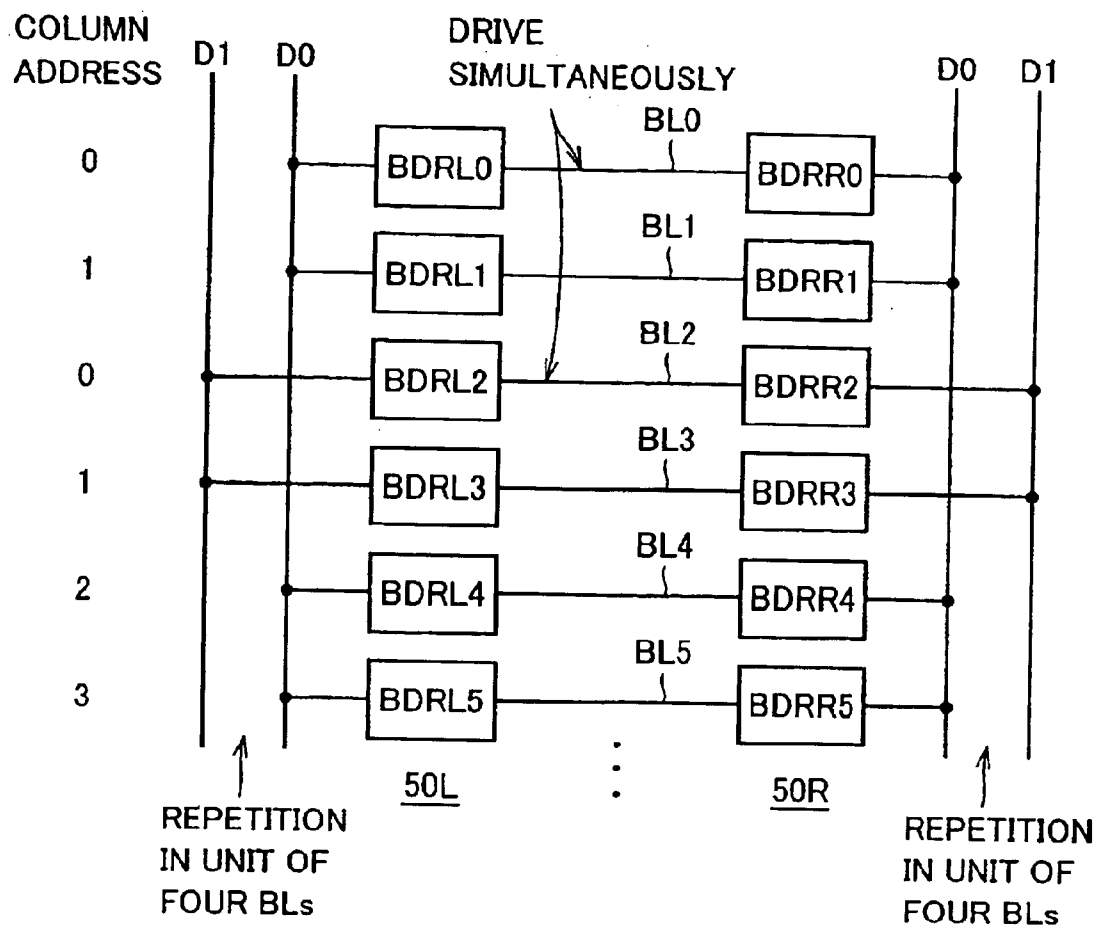 COLUMN
ADDRESS
D1
D0
DRIVE
SIMULTANEOUSLY
D0
D1
0
BDRL0
BL0
BDRR0
1
BDRL1
BL1
BDRR1
0
BDRL2
BL2
BDRR2
1
BDRL3
BL3
BDRR3
2
BDRL4
BL4
BDRR4
3
BDRL5
BL5
BDRR5
50L
50R
REPETITION
IN UNIT OF
FOUR BLs
REPETITION
IN UNIT OF
FOUR BLs